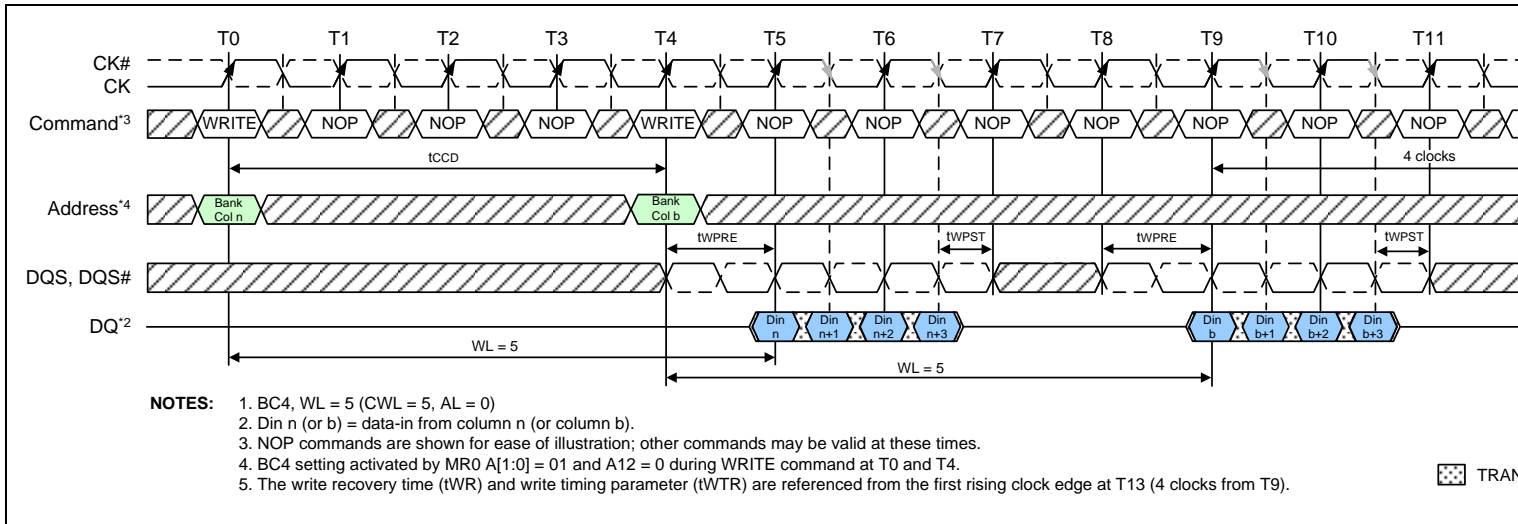 T0 T1 T2 T3 T4 T5 T6 T7 T8 T9 T10 T11
CK#
CK
Command*3 WRITE NOP NOP NOP WRITE NOP NOP NOP NOP NOP NOP NOP
tCCD 4 clocks
Address*4 Bank Col n Bank Col b
tWPRE tWPST tWPRE tWPST
DQS, DQS#
DQ*2 Din n Din n+1 Din n+2 Din n+3 Din b Din b+1 Din b+2 Din b+3
WL = 5
WL = 5
NOTES: 1. BC4, WL = 5 (CWL = 5, AL = 0)
2. Din n (or b) = data-in from column n (or column b).
3. NOP commands are shown for ease of illustration; other commands may be valid at these times.
4. BC4 setting activated by MR0 A[1:0] = 01 and A12 = 0 during WRITE command at T0 and T4.
5. The write recovery time (tWR) and write timing parameter (tWTR) are referenced from the first rising clock edge at T13 (4 clocks from T9).
TRAN